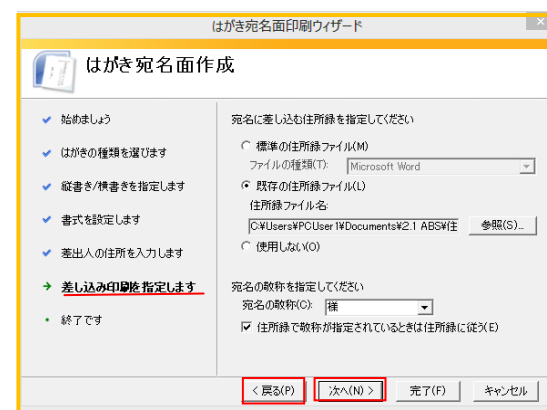 はがき宛名面印刷ウィザード
はがき宛名面作成
始めましょう
はがきの種類を選びます
縦書き/横書きを指定します
書式を設定します
差出人の住所を入力します
差し込み印刷を指定します
終了です
宛名に差し込む住所録を指定してください
標準の住所録ファイル(M)
ファイルの種類(T): Microsoft Word
既存の住所録ファイル(L)
住所録ファイル名:
C:¥Users¥PCUser1¥Documents¥2.1 ABS¥住 参照(S)...
使用しない(O)
宛名の敬称を指定してください
宛名の敬称(C): 様
住所録で敬称が指定されているときは住所録に従う(E)
< 戻る(P) 次へ(N) > 完了(F) キャンセル